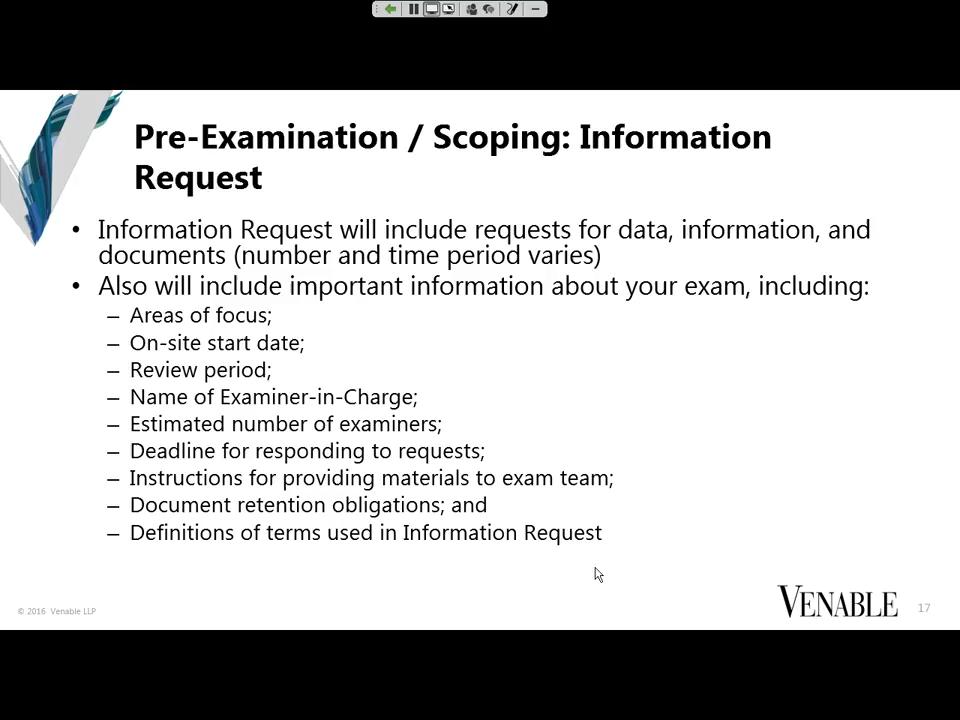 Pre-Examination / Scoping: Information
Request
• Information Request will include requests for data, information, and
documents (number and time period varies)
• Also will include important information about your exam, including:
– Areas of focus;
– On-site start date;
– Review period;
– Name of Examiner-in-Charge;
– Estimated number of examiners;
– Deadline for responding to requests;
– Instructions for providing materials to exam team;
– Document retention obligations; and
– Definitions of terms used in Information Request
© 2016 Venable LLP
VENABLE
17